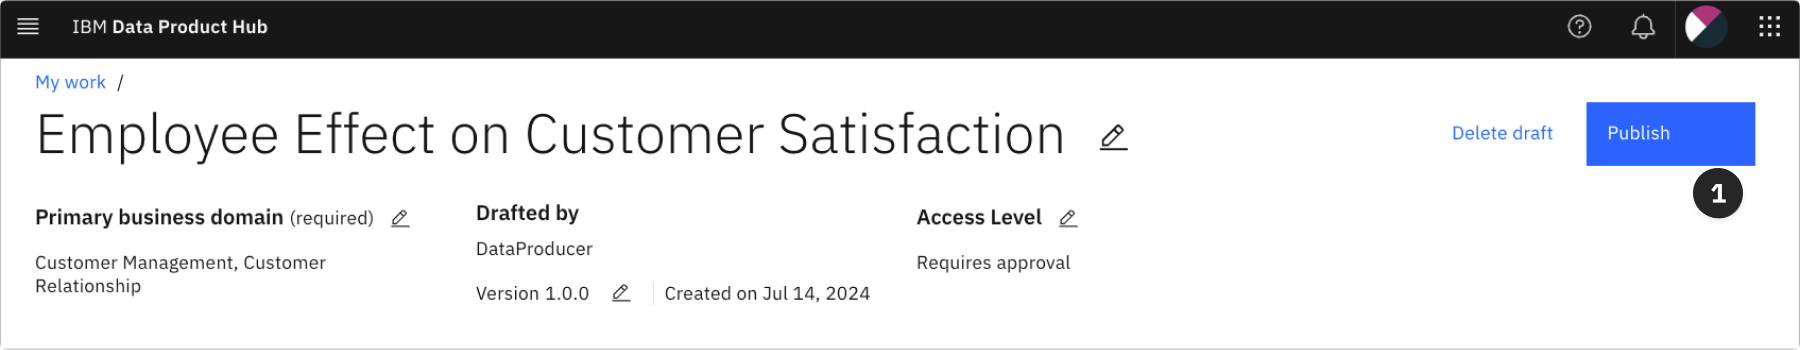 IBM Data Product Hub
My work /
Employee Effect on Customer Satisfaction
Delete draft
Publish
1
Primary business domain (required)
Customer Management, Customer
Relationship
Drafted by
DataProducer
Version 1.0.0
Created on Jul 14, 2024
Access Level
Requires approval